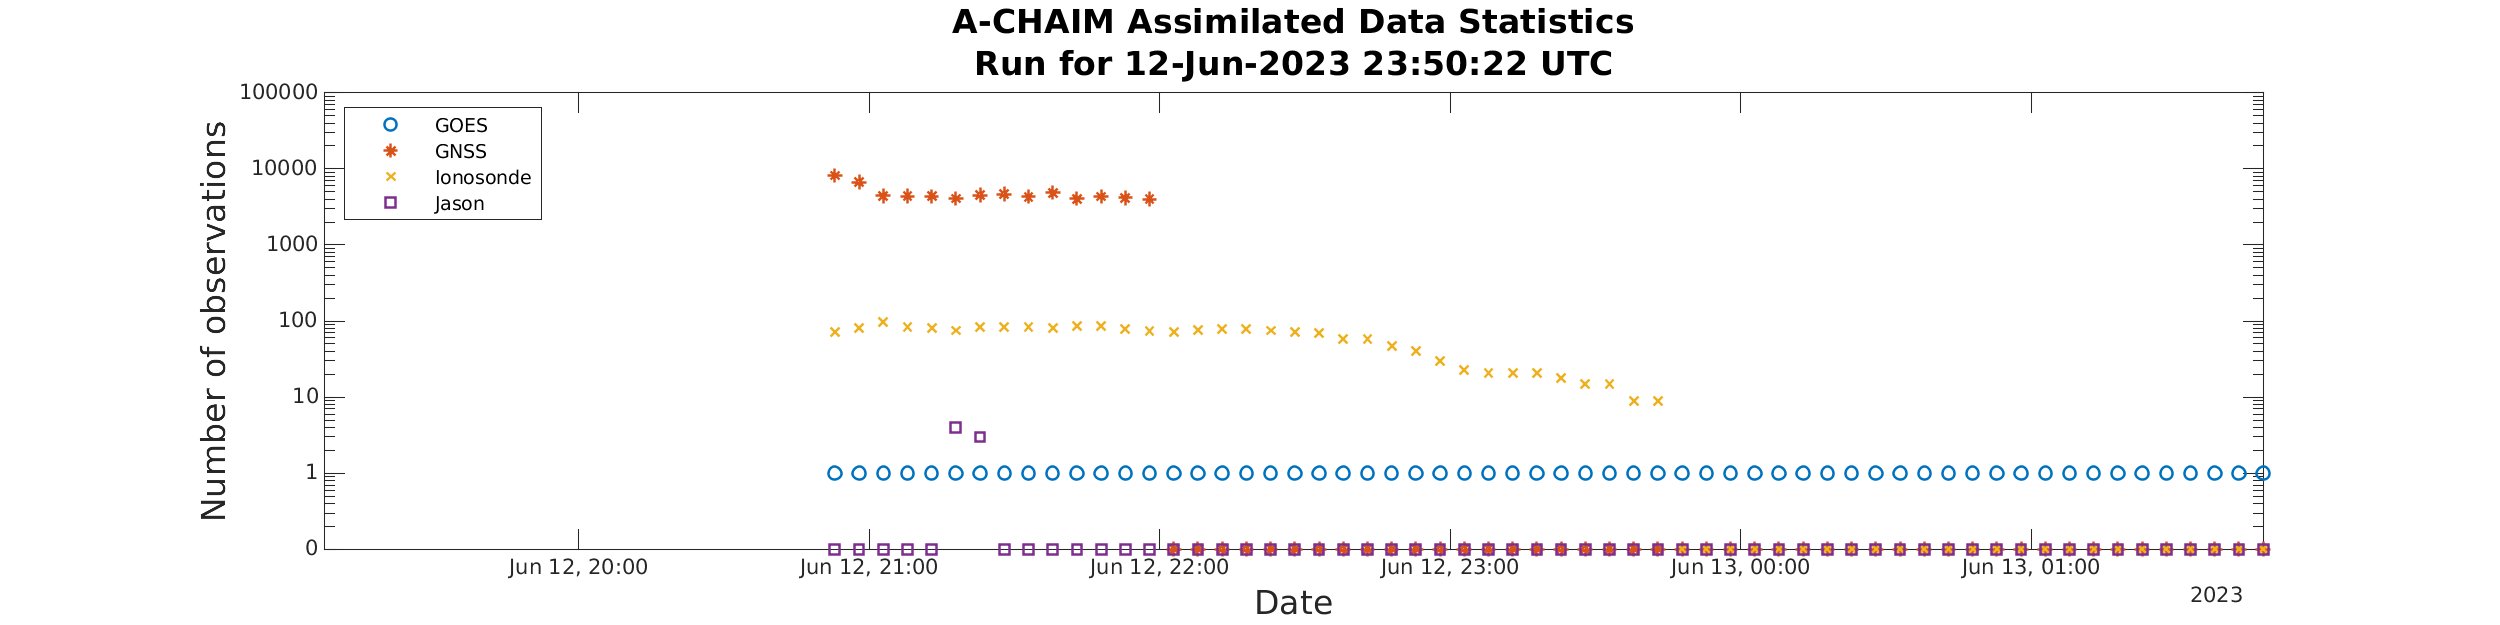 A-CHAIM Assimilated Data Statistics
Run for 12-Jun-2023 23:50:22 UTC
100000
10000
1000
100
10
1
0
Number of observations
GOES
GNSS
Ionosonde
Jason
Jun 12, 20:00
Jun 12, 21:00
Jun 12, 22:00
Jun 12, 23:00
Jun 13, 00:00
Jun 13, 01:00
2023
Date